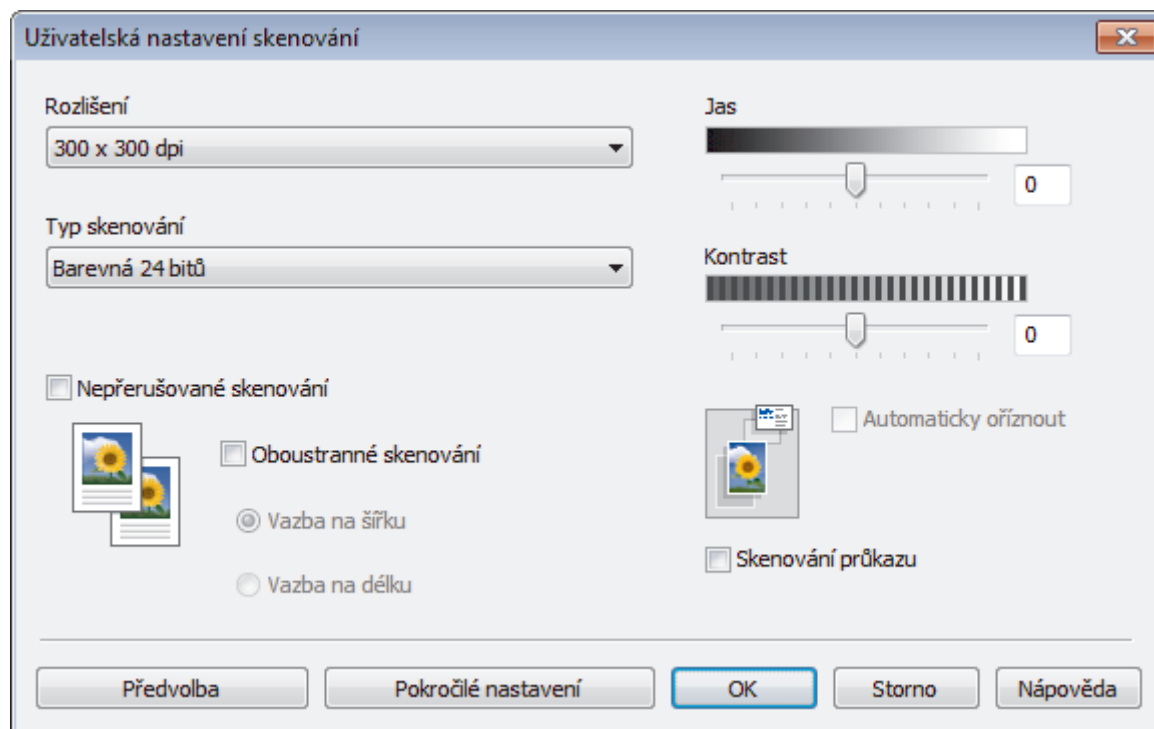 Uživatelská nastavení skenování
Rozlišení
300 x 300 dpi
Typ skenování
Barevná 24 bitů
Nepřerušované skenování
Oboustranné skenování
Vazba na šířku
Vazba na délku
Jas
0
Kontrast
0
Automaticky oříznout
Skenování průkazu
Předvolba
Pokročilé nastavení
OK
Storno
Nápověda